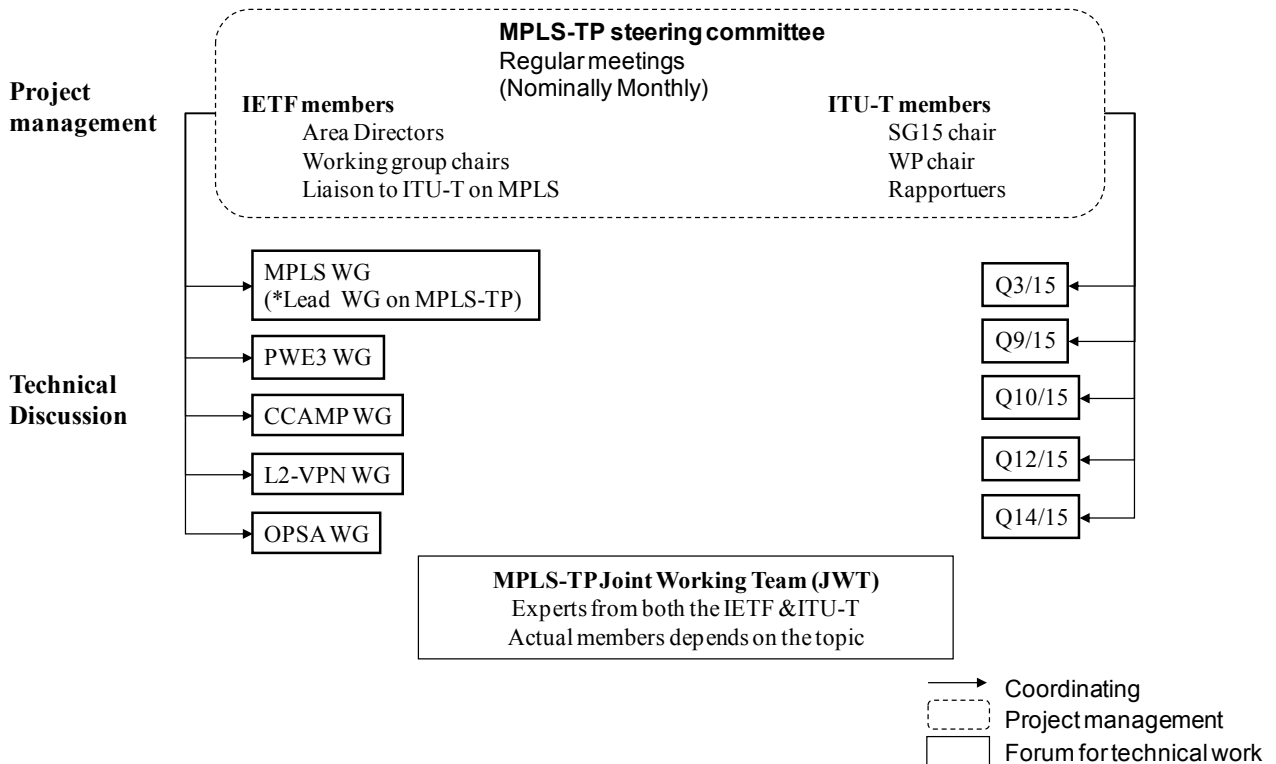 MPLS-TP steering committee
Regular meetings
(Nominally Monthly)
Project
management
IETF members
Area Directors
Working group chairs
Liaison to ITU-T on MPLS
ITU-T members
SG15 chair
WP chair
Rapportuers
Technical
Discussion
MPLS WG
(*Lead WG on MPLS-TP)
PWE3 WG
CCAMP WG
L2-VPN WG
OPSA WG
Q3/15
Q9/15
Q10/15
Q12/15
Q14/15
MPLS-TP Joint Working Team (JWT)
Experts from both the IETF & ITU-T
Actual members depends on the topic
Coordinating
Project management
Forum for technical work